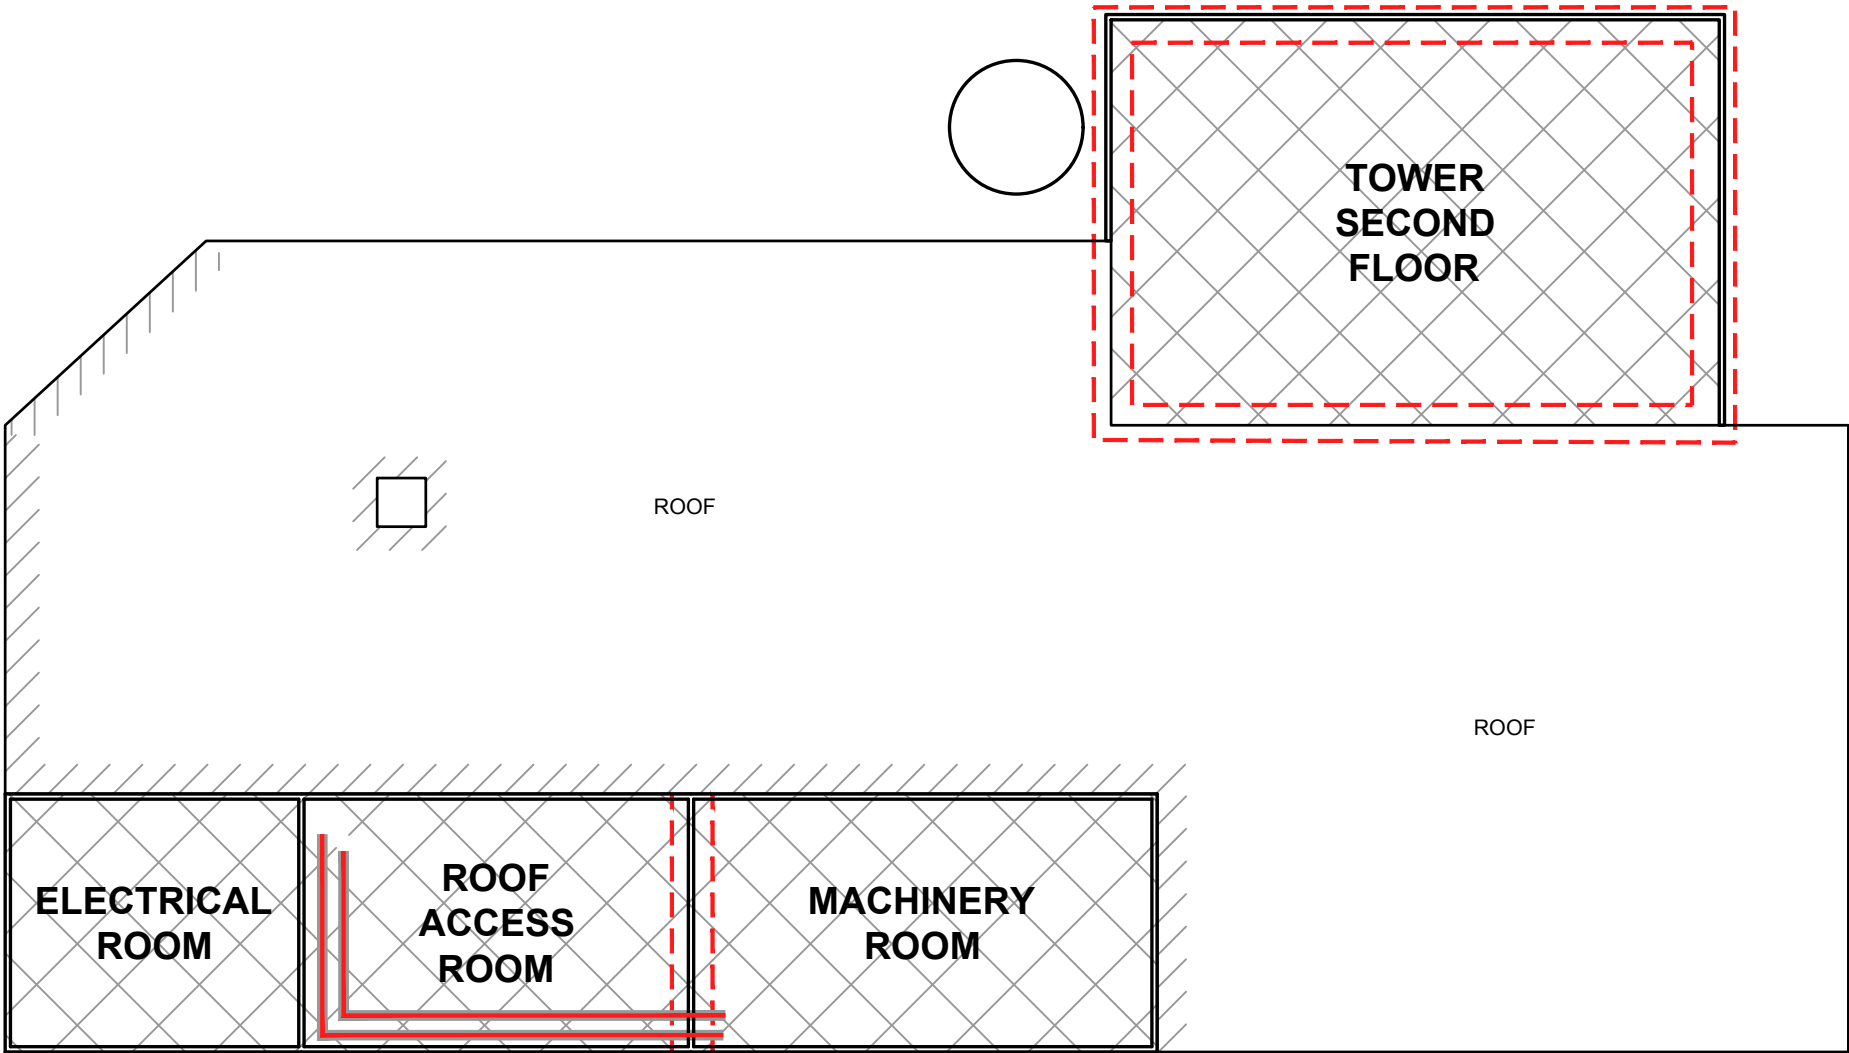 TOWER
SECOND
FLOOR
ROOF
ROOF
ELECTRICAL
ROOM
ROOF
ACCESS
ROOM
MACHINERY
ROOM